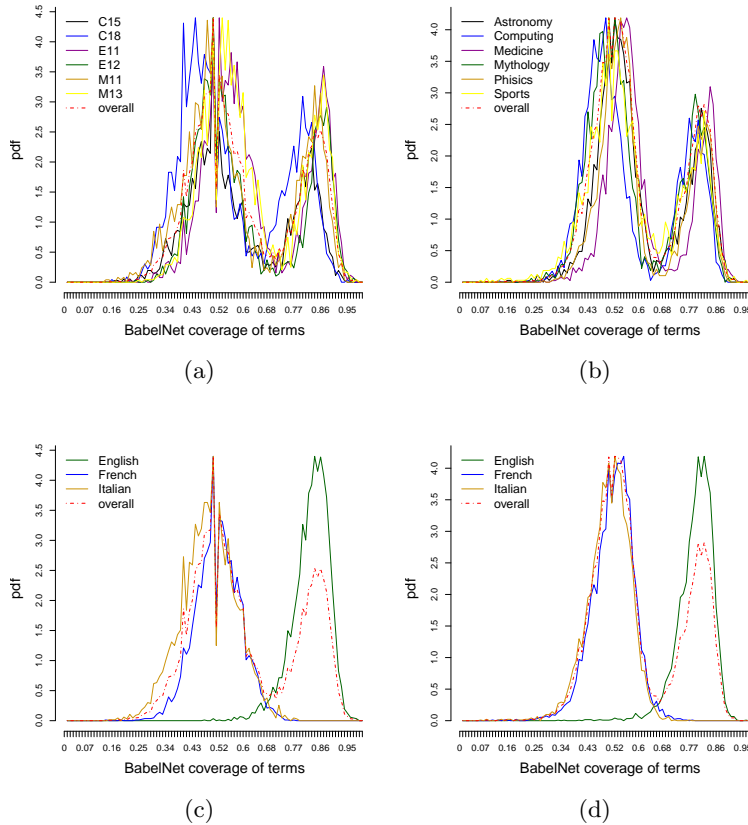 C15
C18
E11
E12
M11
M13
overall
pdf
0.0 0.5 1.0 1.5 2.0 2.5 3.0 3.5 4.0 4.5
0 0.07 0.16 0.25 0.34 0.43 0.52 0.6 0.68 0.77 0.86 0.95
BabelNet coverage of terms
(a)
Astronomy
Computing
Medicine
Mythology
Phisics
Sports
overall
pdf
0.0 0.5 1.0 1.5 2.0 2.5 3.0 3.5 4.0
0 0.07 0.16 0.25 0.34 0.43 0.52 0.6 0.68 0.77 0.86 0.95
BabelNet coverage of terms
(b)
English
French
Italian
overall
pdf
0.0 0.5 1.0 1.5 2.0 2.5 3.0 3.5 4.0 4.5
0 0.07 0.16 0.25 0.34 0.43 0.52 0.6 0.68 0.77 0.86 0.95
BabelNet coverage of terms
(c)
English
French
Italian
overall
pdf
0.0 0.5 1.0 1.5 2.0 2.5 3.0 3.5 4.0
0 0.07 0.16 0.25 0.34 0.43 0.52 0.6 0.68 0.77 0.86 0.95
BabelNet coverage of terms
(d)